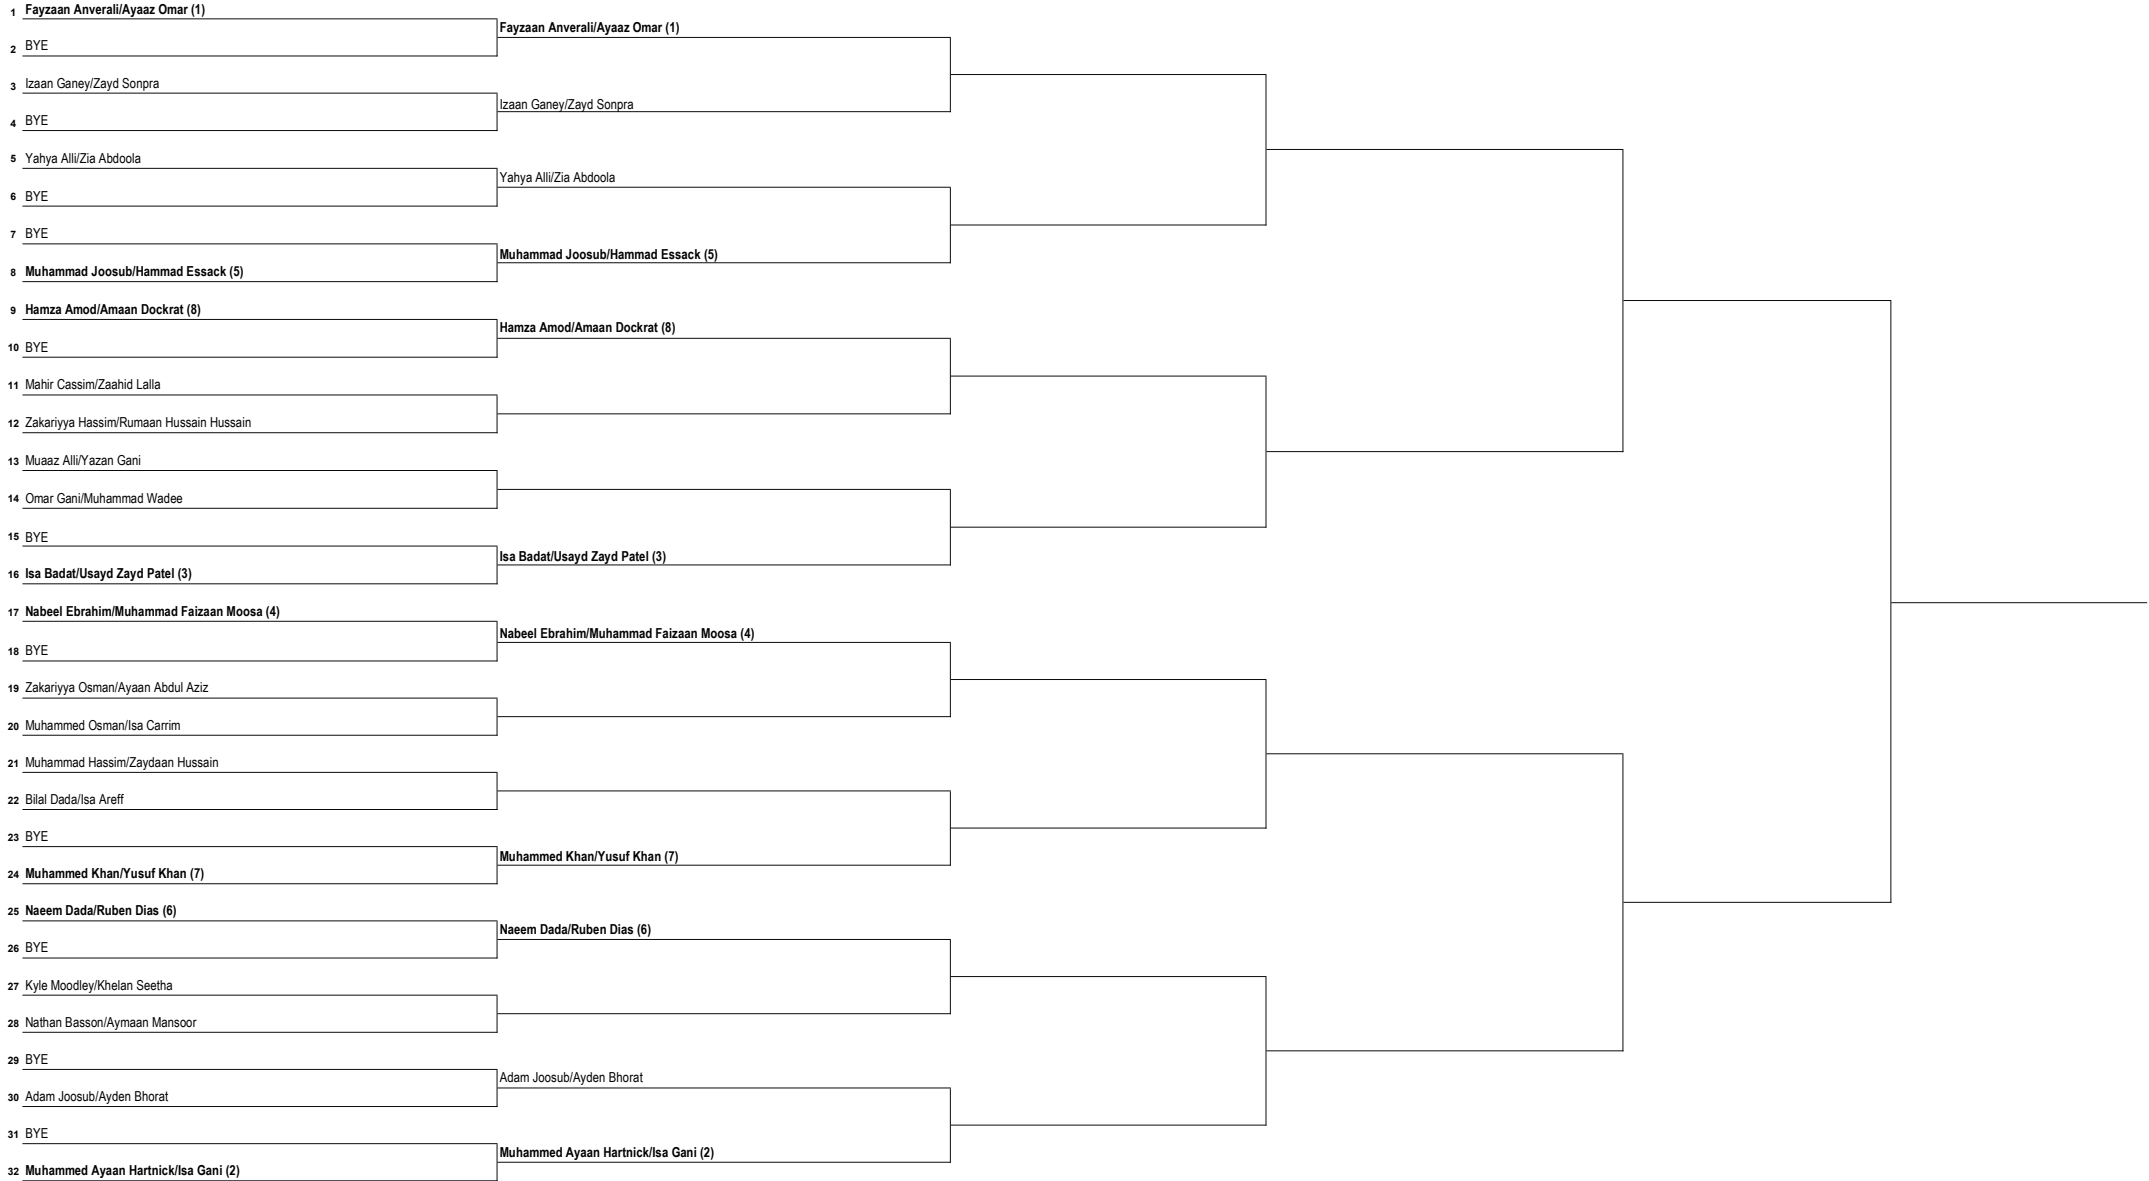 1 Fayzaan Anverali/Ayaaz Omar (1)
Fayzaan Anverali/Ayaaz Omar (1)
2 BYE
3 Izaan Ganey/Zayd Sonpra
Izaan Ganey/Zayd Sonpra
4 BYE
5 Yahya Alli/Zia Abdoola
Yahya Alli/Zia Abdoola
6 BYE
7 BYE
Muhammad Joosub/Hammad Essack (5)
8 Muhammad Joosub/Hammad Essack (5)
9 Hamza Amod/Amaan Dockrat (8)
Hamza Amod/Amaan Dockrat (8)
10 BYE
11 Mahir Cassim/Zaahid Lalla
12 Zakariyya Hassim/Rumaan Hussain Hussain
13 Muaaz Alli/Yazan Gani
14 Omar Gani/Muhammad Wadee
15 BYE
Isa Badat/Usayd Zayd Patel (3)
16 Isa Badat/Usayd Zayd Patel (3)
17 Nabeel Ebrahim/Muhammad Faizaan Moosa (4)
Nabeel Ebrahim/Muhammad Faizaan Moosa (4)
18 BYE
19 Zakariyya Osman/Ayaan Abdul Aziz
20 Muhammed Osman/Isa Carrim
21 Muhammad Hassim/Zaydaan Hussain
22 Bilal Dada/Isa Areff
23 BYE
Muhammed Khan/Yusuf Khan (7)
24 Muhammed Khan/Yusuf Khan (7)
25 Naeem Dada/Ruben Dias (6)
Naeem Dada/Ruben Dias (6)
26 BYE
27 Kyle Moodley/Khelan Seetha
28 Nathan Basson/Aymaan Mansoor
29 BYE
Adam Joosub/Ayden Bhorat
30 Adam Joosub/Ayden Bhorat
31 BYE
Muhammed Ayaan Hartnick/Isa Gani (2)
32 Muhammed Ayaan Hartnick/Isa Gani (2)